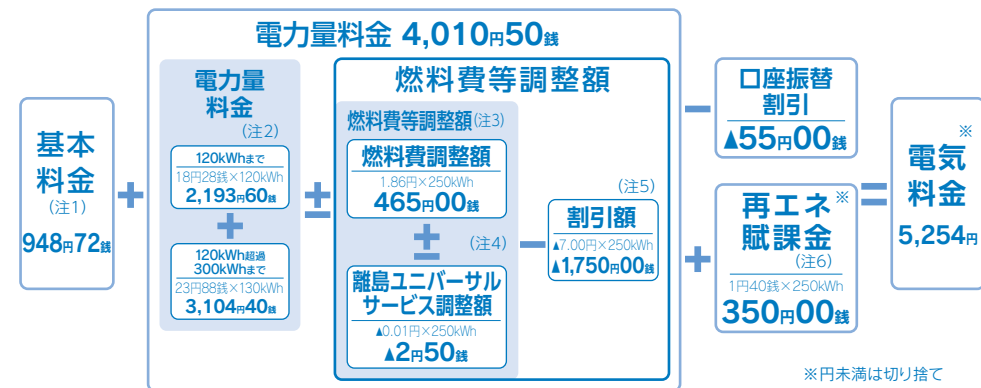 電力量料金 4,010円50銭
基本
料金
(注1)
948円72銭
+
電力量
料金
(注2)
120kWhまで
18円28銭×120kWh
2,193円60銭
+
120kWh超過
300kWhまで
23円88銭×130kWh
3,104円40銭
±
燃料費等調整額
燃料費等調整額(注3)
燃料費調整額
1.86円×250kWh
465円00銭
±
(注4)
離島ユニバーサル
サービス調整額
▲0.01円×250kWh
▲2円50銭
−
(注5)
割引額
▲7.00円×250kWh
▲1,750円00銭
−
口座振替
割引
▲55円00銭
+
再エネ※
賦課金
(注6)
1円40銭×250kWh
350円00銭
=
※
電気
料金
5,254円
※円未満は切り捨て